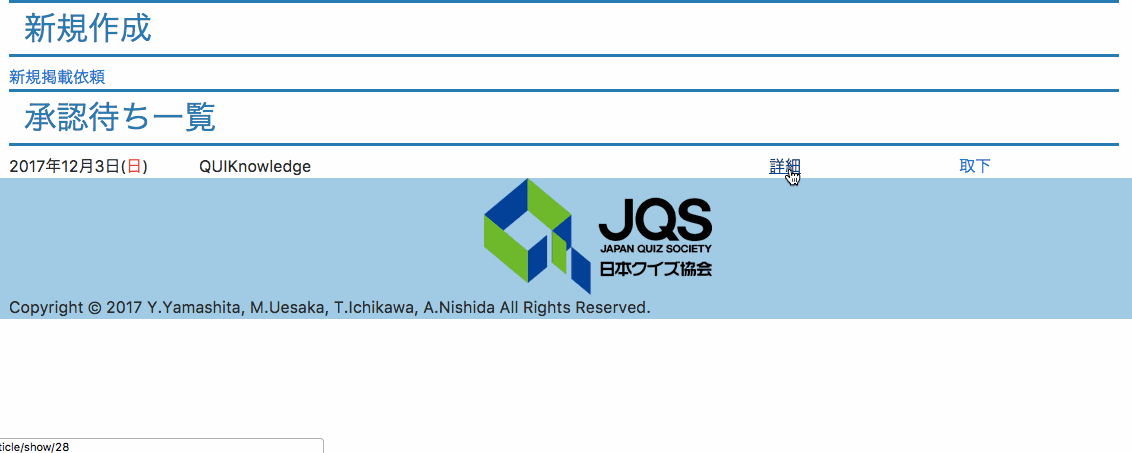 新規作成
新規掲載依頼
承認待ち一覧
2017年12月3日(日) QUIKnowledge 詳細 取下
JQS
JAPAN QUIZ SOCIETY
日本クイズ協会
Copyright © 2017 Y.Yamashita, M.Uesaka, T.Ichikawa, A.Nishida All Rights Reserved.
ticle/show/28